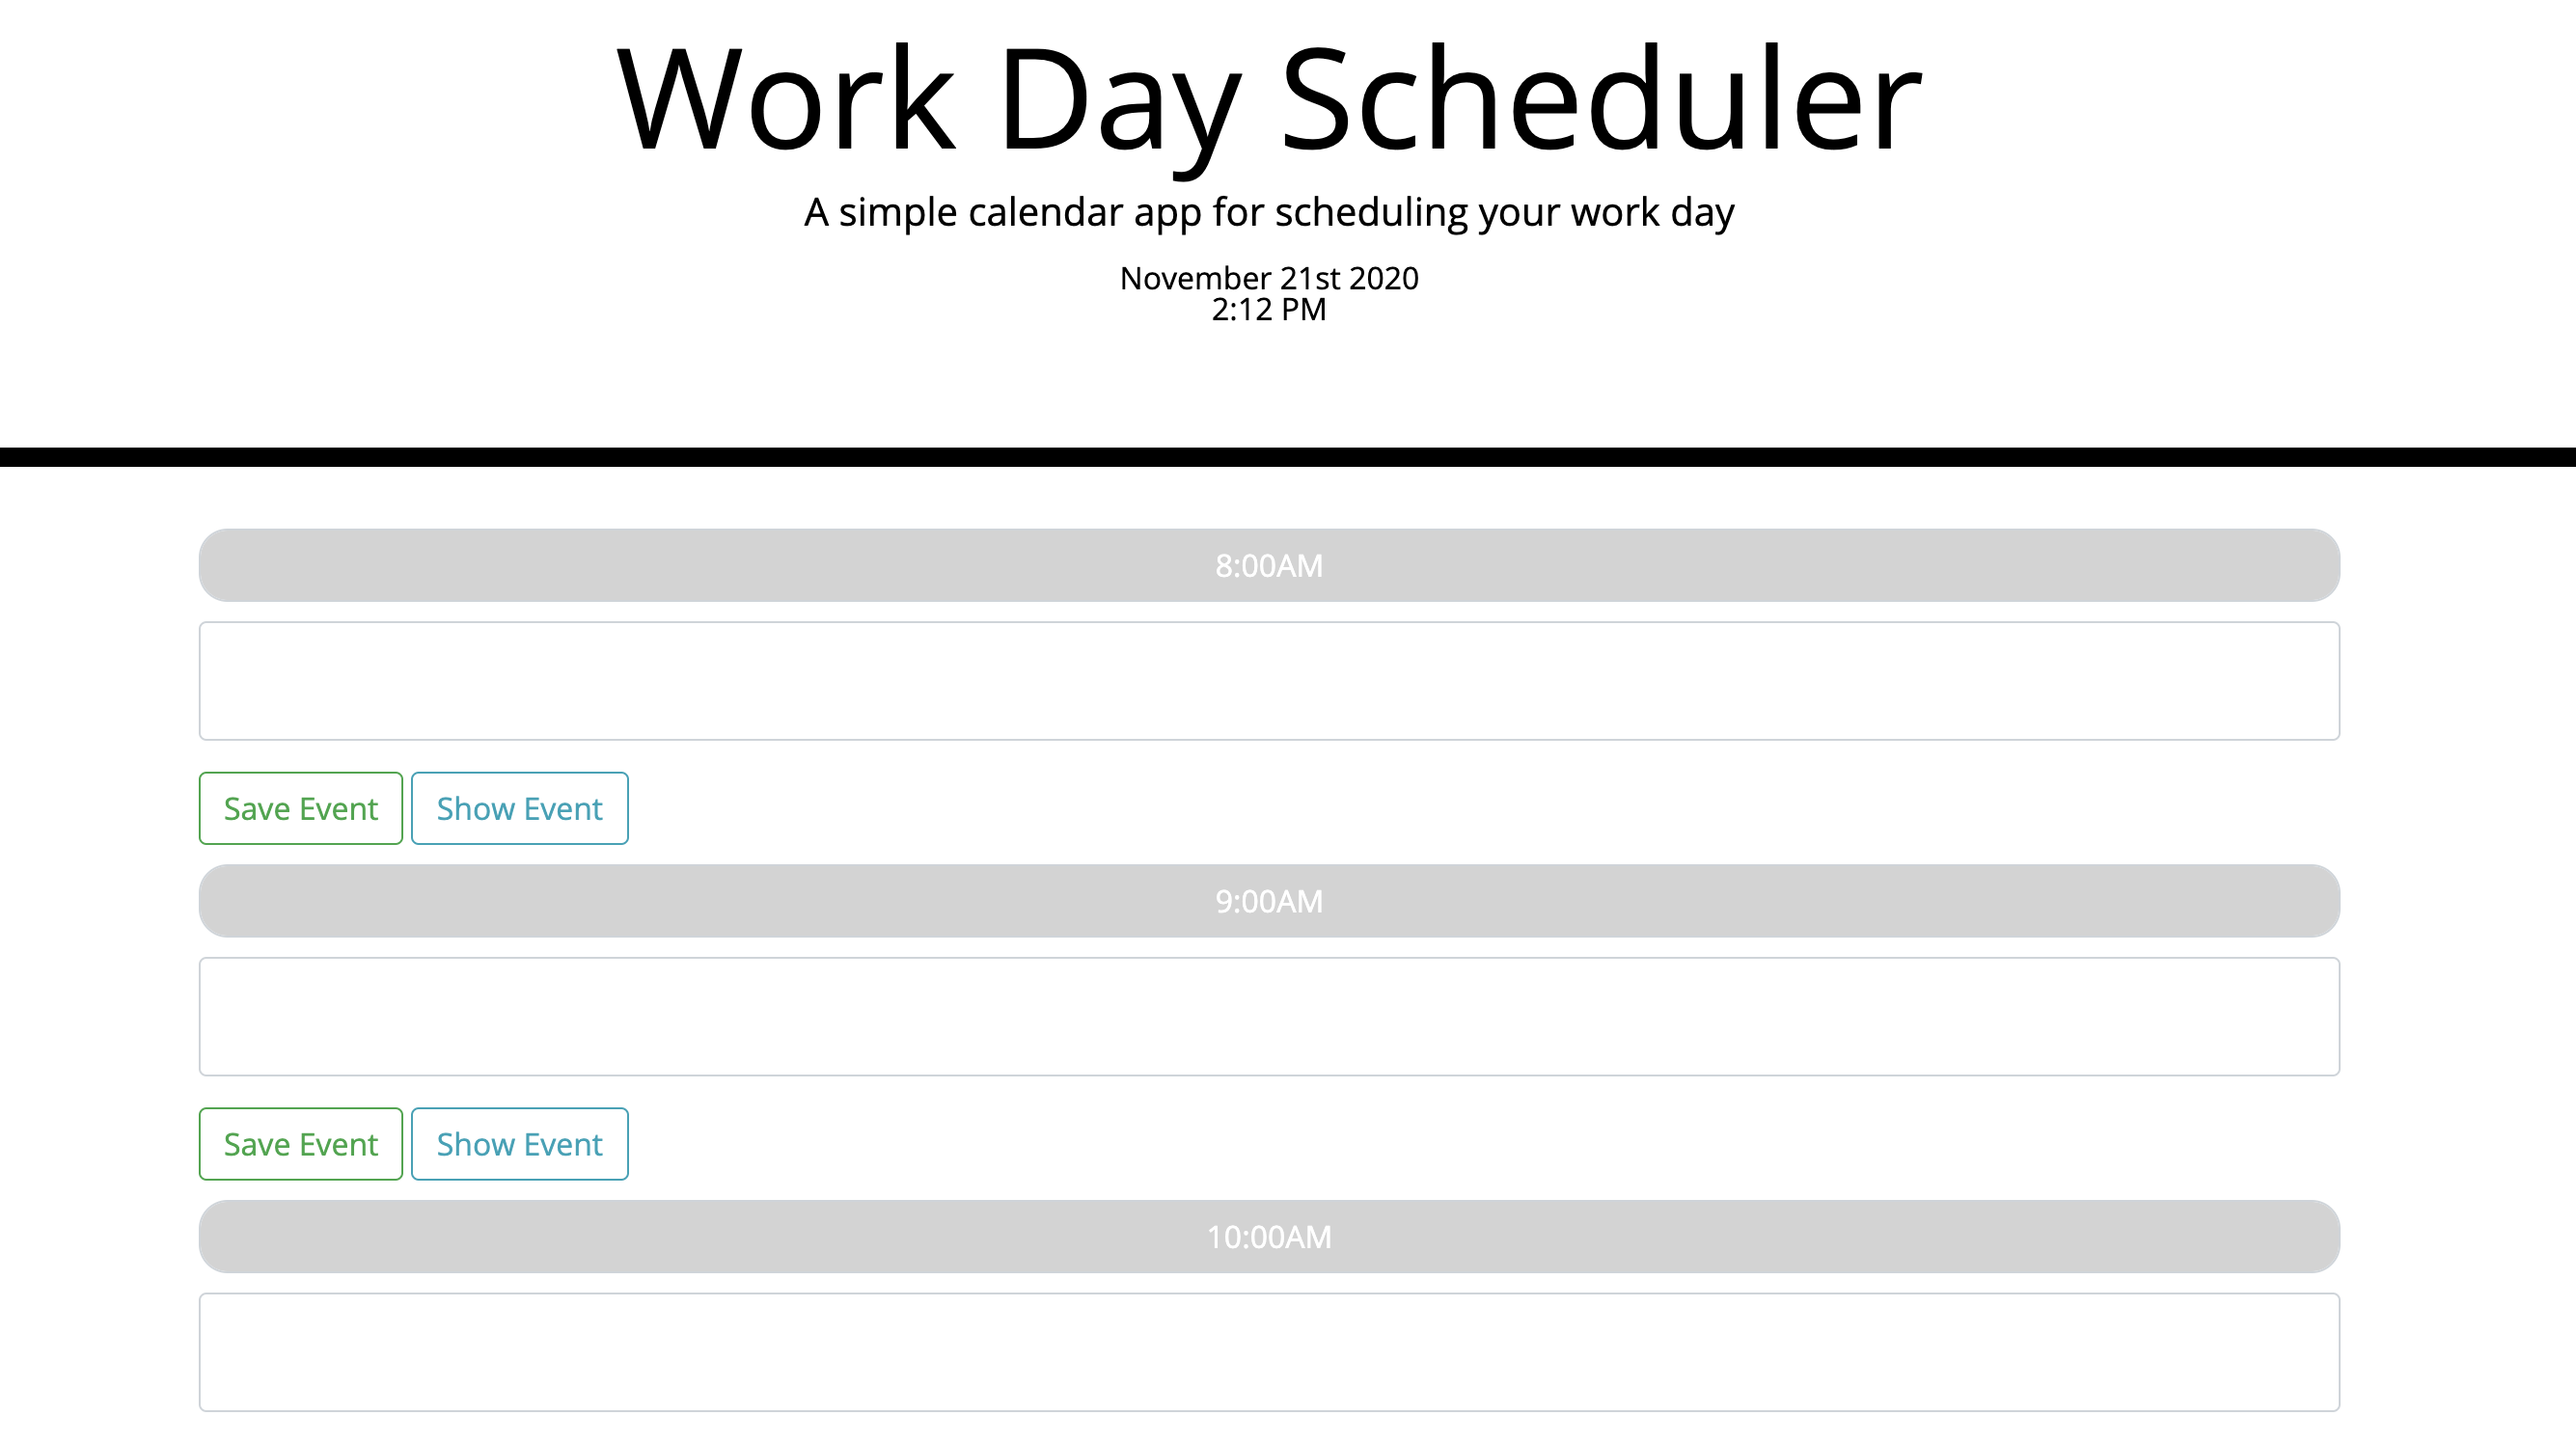 Work Day Scheduler
A simple calendar app for scheduling your work day
November 21st 2020
2:12 PM
8:00AM
Save Event Show Event
9:00AM
Save Event Show Event
10:00AM